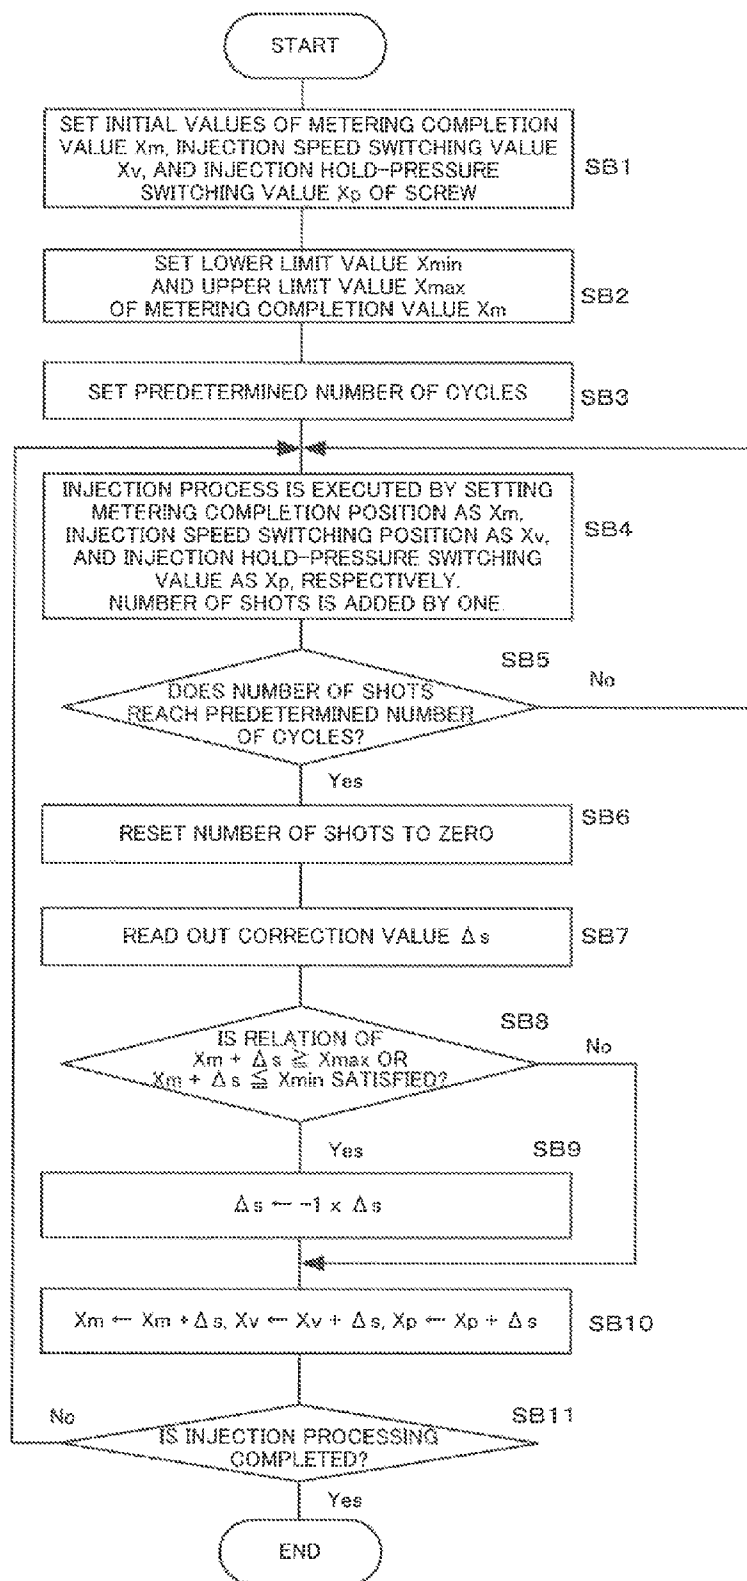 START
SET INITIAL VALUES OF METERING COMPLETION
VALUE Xm, INJECTION SPEED SWITCHING VALUE
Xv, AND INJECTION HOLD-PRESSURE
SWITCHING VALUE Xp OF SCREW
SB1
SET LOWER LIMIT VALUE Xmin
AND UPPER LIMIT VALUE Xmax
OF METERING COMPLETION VALUE Xm
SB2
SET PREDETERMINED NUMBER OF CYCLES
SB3
INJECTION PROCESS IS EXECUTED BY SETTING
METERING COMPLETION POSITION AS Xm,
INJECTION SPEED SWITCHING POSITION AS Xv,
AND INJECTION HOLD-PRESSURE SWITCHING
VALUE AS Xp, RESPECTIVELY.
NUMBER OF SHOTS IS ADDED BY ONE.
SB4
SB5
DOES NUMBER OF SHOTS
REACH PREDETERMINED NUMBER
OF CYCLES?
No
Yes
RESET NUMBER OF SHOTS TO ZERO
SB6
READ OUT CORRECTION VALUE Δs
SB7
SB8
IS RELATION OF
Xm + Δs ≧ Xmax OR
Xm + Δs ≦ Xmin SATISFIED?
No
Yes
SB9
Δs ← -1 x Δs
Xm ← Xm + Δs, Xv ← Xv + Δs, Xp ← Xp + Δs
SB10
No
SB11
IS INJECTION PROCESSING
COMPLETED?
Yes
END